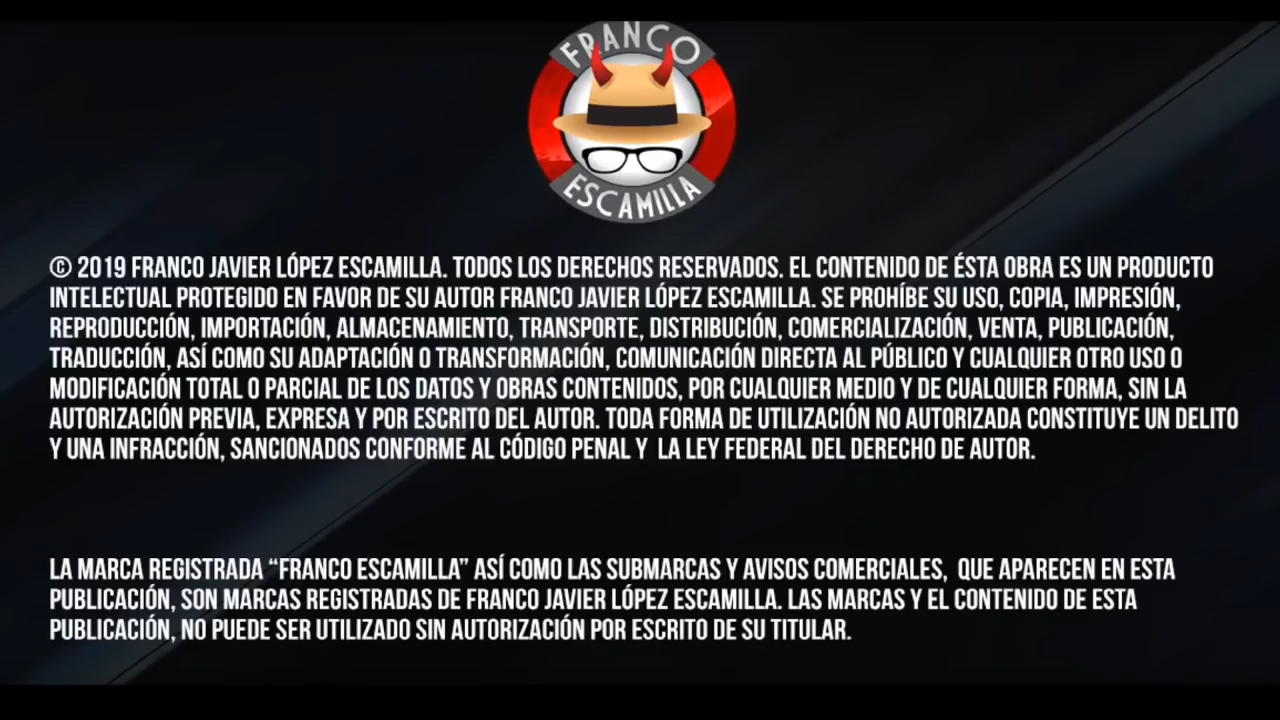 FRANCO
ESCAMILLA
© 2019 FRANCO JAVIER LÓPEZ ESCAMILLA. TODOS LOS DERECHOS RESERVADOS. EL CONTENIDO DE ÉSTA OBRA ES UN PRODUCTO
INTELECTUAL PROTEGIDO EN FAVOR DE SU AUTOR FRANCO JAVIER LÓPEZ ESCAMILLA. SE PROHÍBE SU USO, COPIA, IMPRESIÓN,
REPRODUCCIÓN, IMPORTACIÓN, ALMACENAMIENTO, TRANSPORTE, DISTRIBUCIÓN, COMERCIALIZACIÓN, VENTA, PUBLICACIÓN,
TRADUCCIÓN, ASÍ COMO SU ADAPTACIÓN O TRANSFORMACIÓN, COMUNICACIÓN DIRECTA AL PÚBLICO Y CUALQUIER OTRO USO O
MODIFICACIÓN TOTAL O PARCIAL DE LOS DATOS Y OBRAS CONTENIDOS, POR CUALQUIER MEDIO Y DE CUALQUIER FORMA, SIN LA
AUTORIZACIÓN PREVIA, EXPRESA Y POR ESCRITO DEL AUTOR. TODA FORMA DE UTILIZACIÓN NO AUTORIZADA CONSTITUYE UN DELITO
Y UNA INFRACCIÓN, SANCIONADOS CONFORME AL CÓDIGO PENAL Y LA LEY FEDERAL DEL DERECHO DE AUTOR.
LA MARCA REGISTRADA “FRANCO ESCAMILLA” ASÍ COMO LAS SUBMARCAS Y AVISOS COMERCIALES, QUE APARECEN EN ESTA
PUBLICACIÓN, SON MARCAS REGISTRADAS DE FRANCO JAVIER LÓPEZ ESCAMILLA. LAS MARCAS Y EL CONTENIDO DE ESTA
PUBLICACIÓN, NO PUEDE SER UTILIZADO SIN AUTORIZACIÓN POR ESCRITO DE SU TITULAR.